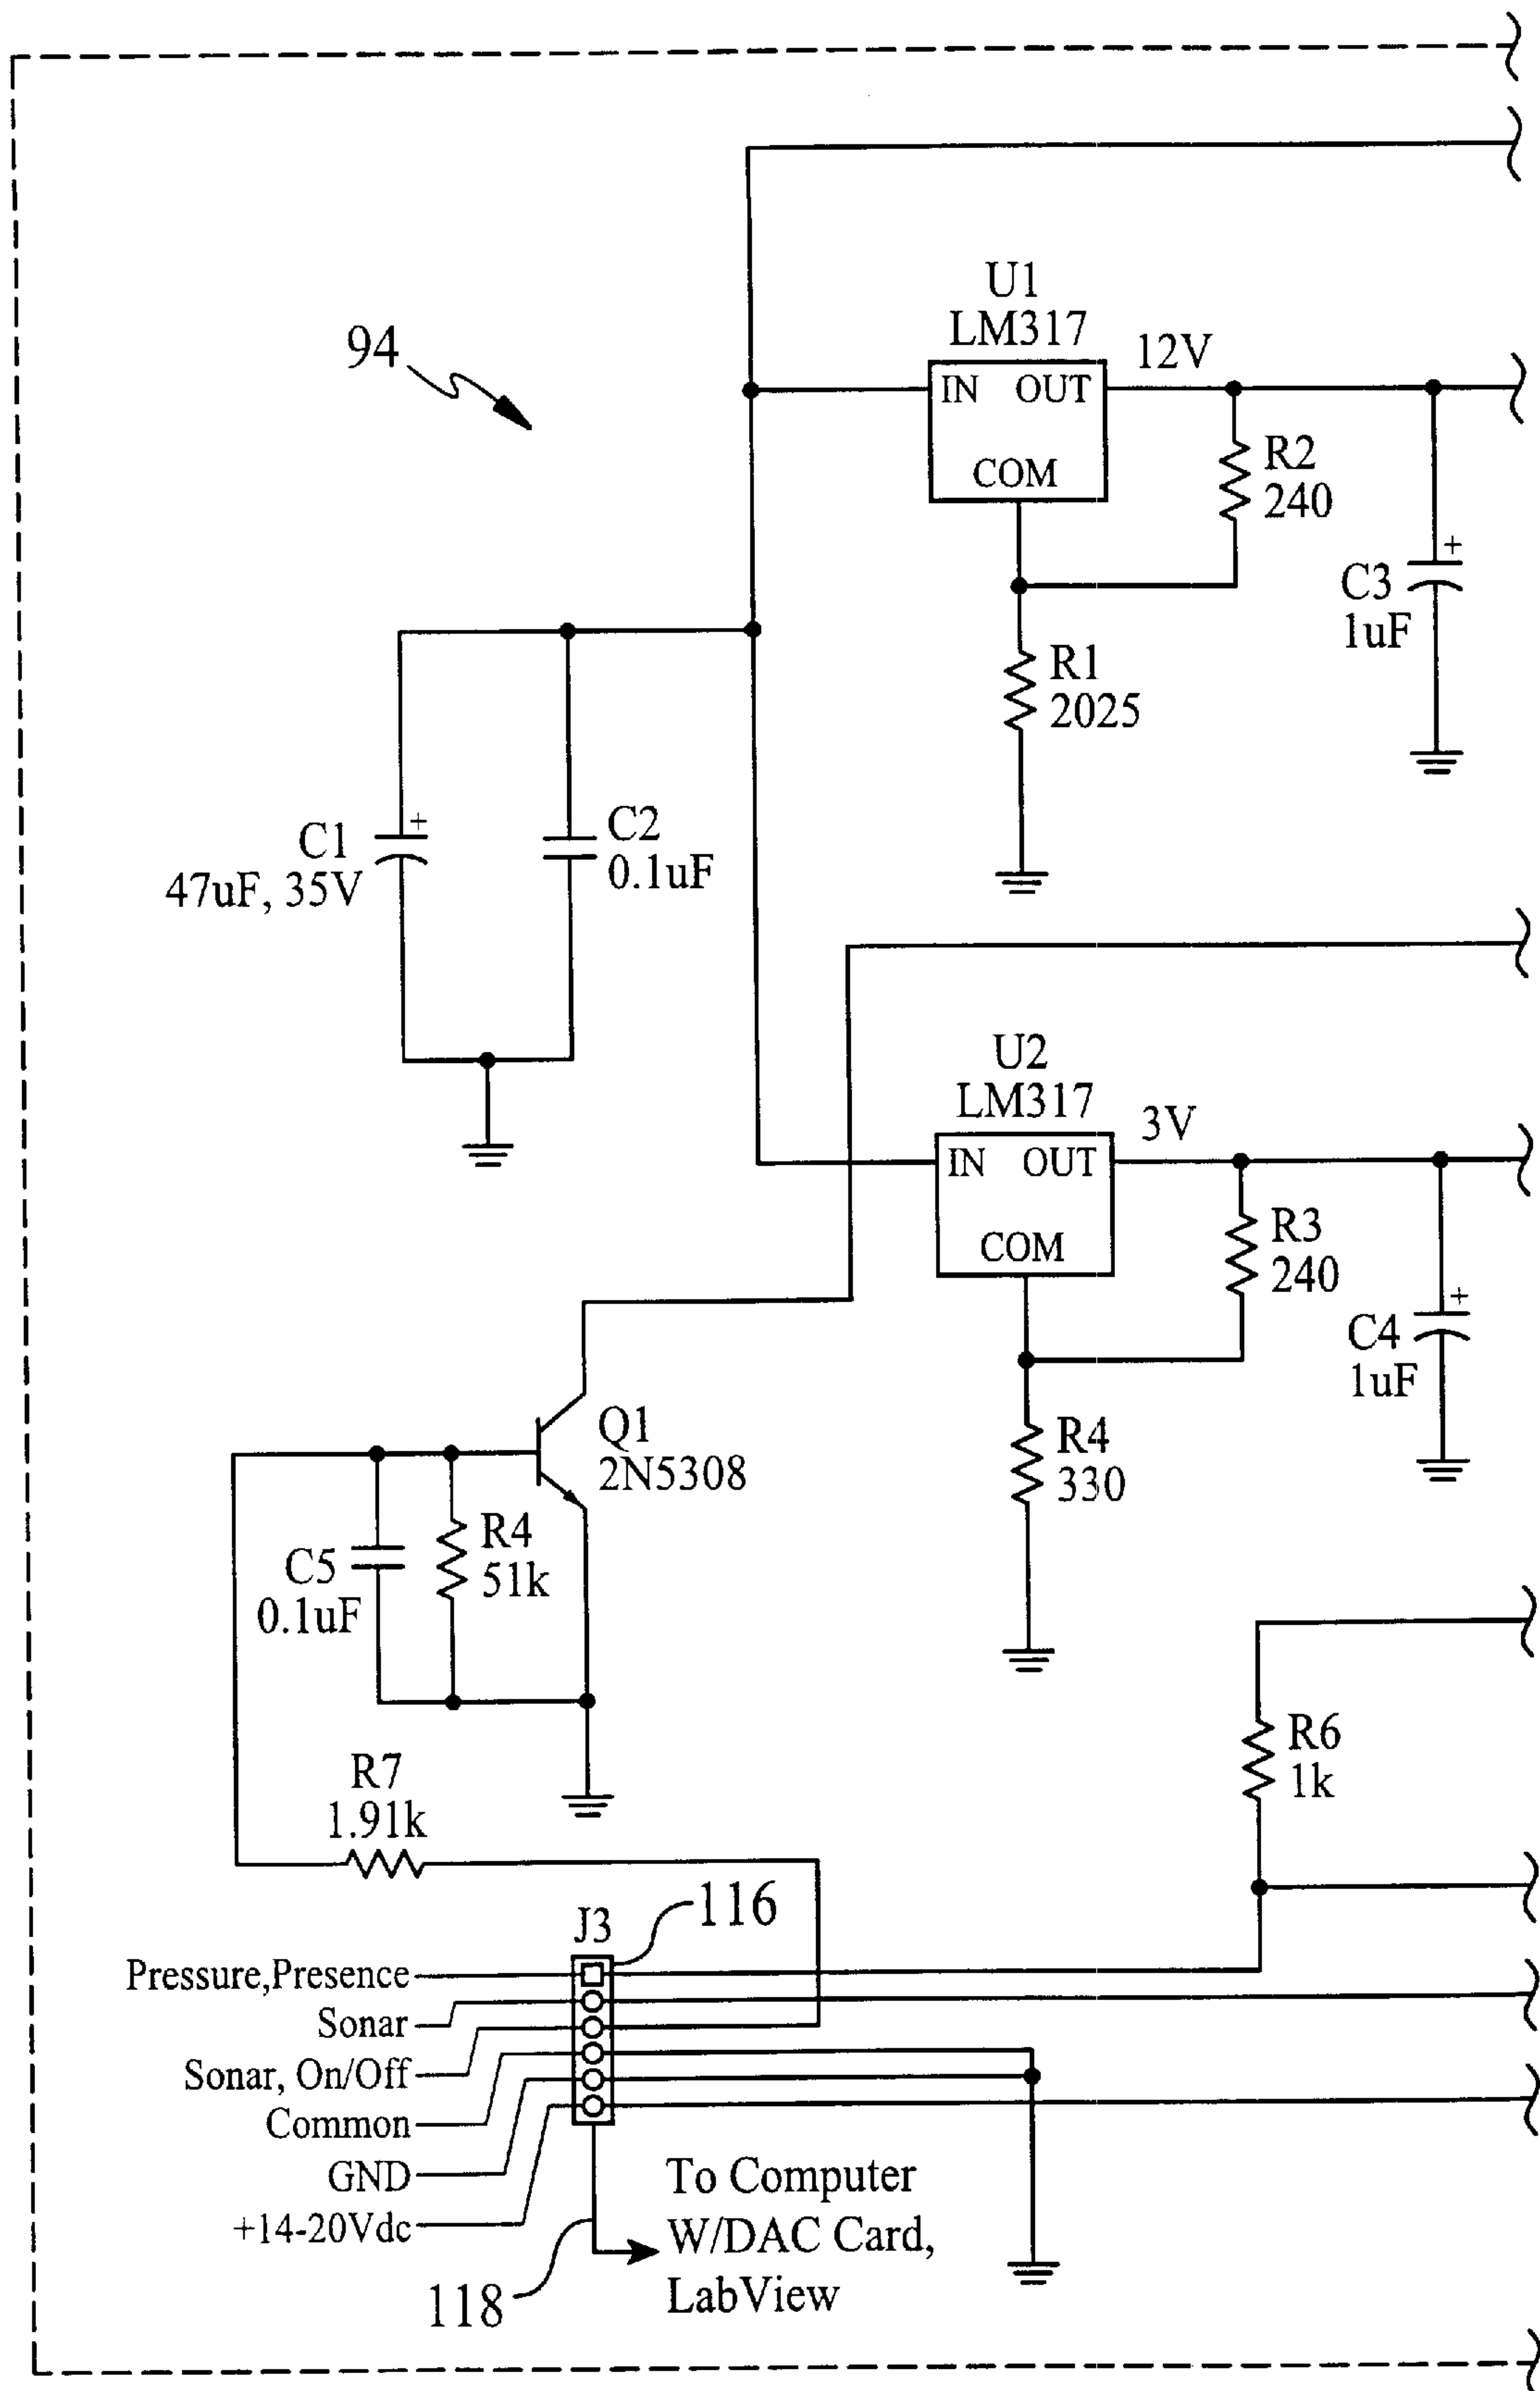 94
U1
LM317
12V
IN OUT
COM
R2
240
C3
+
1uF
R1
2025
C1
+
47uF, 35V
C2
0.1uF
U2
LM317
3V
IN OUT
COM
R3
240
C4
+
1uF
R4
330
Q1
2N5308
C5
0.1uF
R4
51k
R6
1k
R7
1.91k
116
J3
Pressure,Presence
Sonar
Sonar, On/Off
Common
GND
+14-20Vdc
118
To Computer
W/DAC Card,
LabView